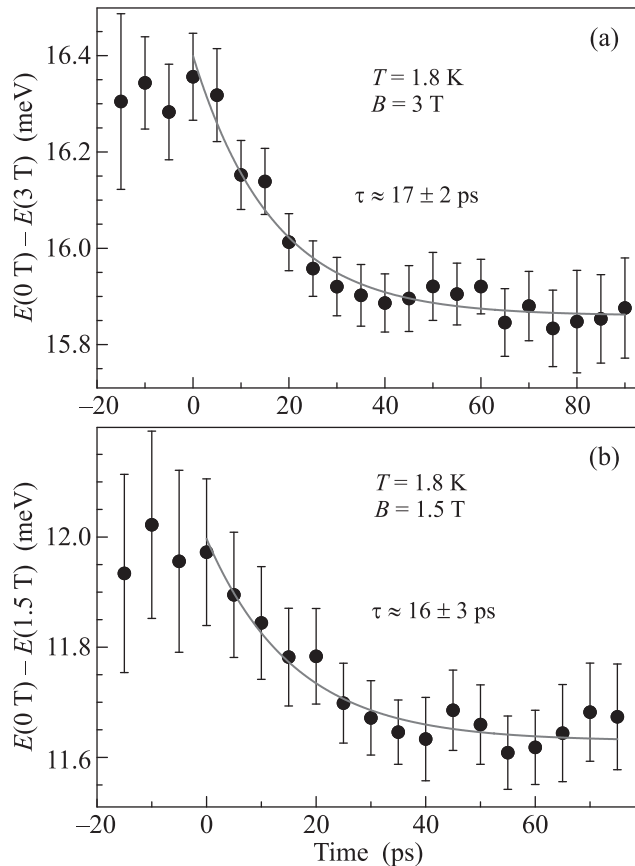 (a)
T = 1.8 K
B = 3 T
τ ≈ 17 ± 2 ps
E(0 T) – E(3 T) (meV)
16.4
16.2
16.0
15.8
–20 0 20 40 60 80
(b)
T = 1.8 K
B = 1.5 T
τ ≈ 16 ± 3 ps
E(0 T) – E(1.5 T) (meV)
12.0
11.8
11.6
–20 0 20 40 60
Time (ps)